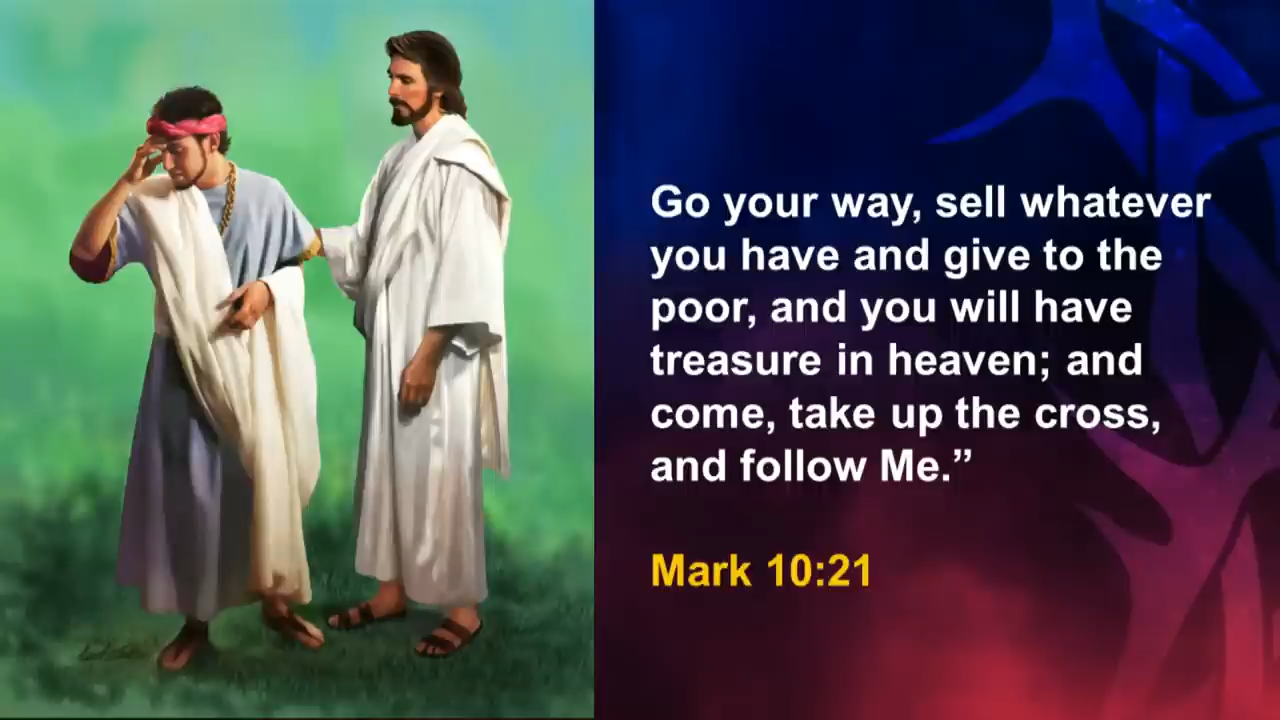 Go your way, sell whatever
you have and give to the
poor, and you will have
treasure in heaven; and
come, take up the cross,
and follow Me.”
Mark 10:21